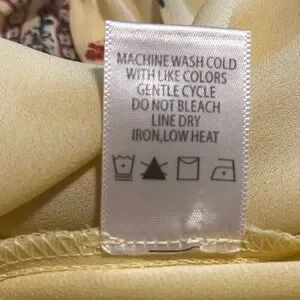 MACHINE WASH COLD
WITH LIKE COLORS
GENTLE CYCLE
DO NOT BLEACH
LINE DRY
IRON,LOW HEAT